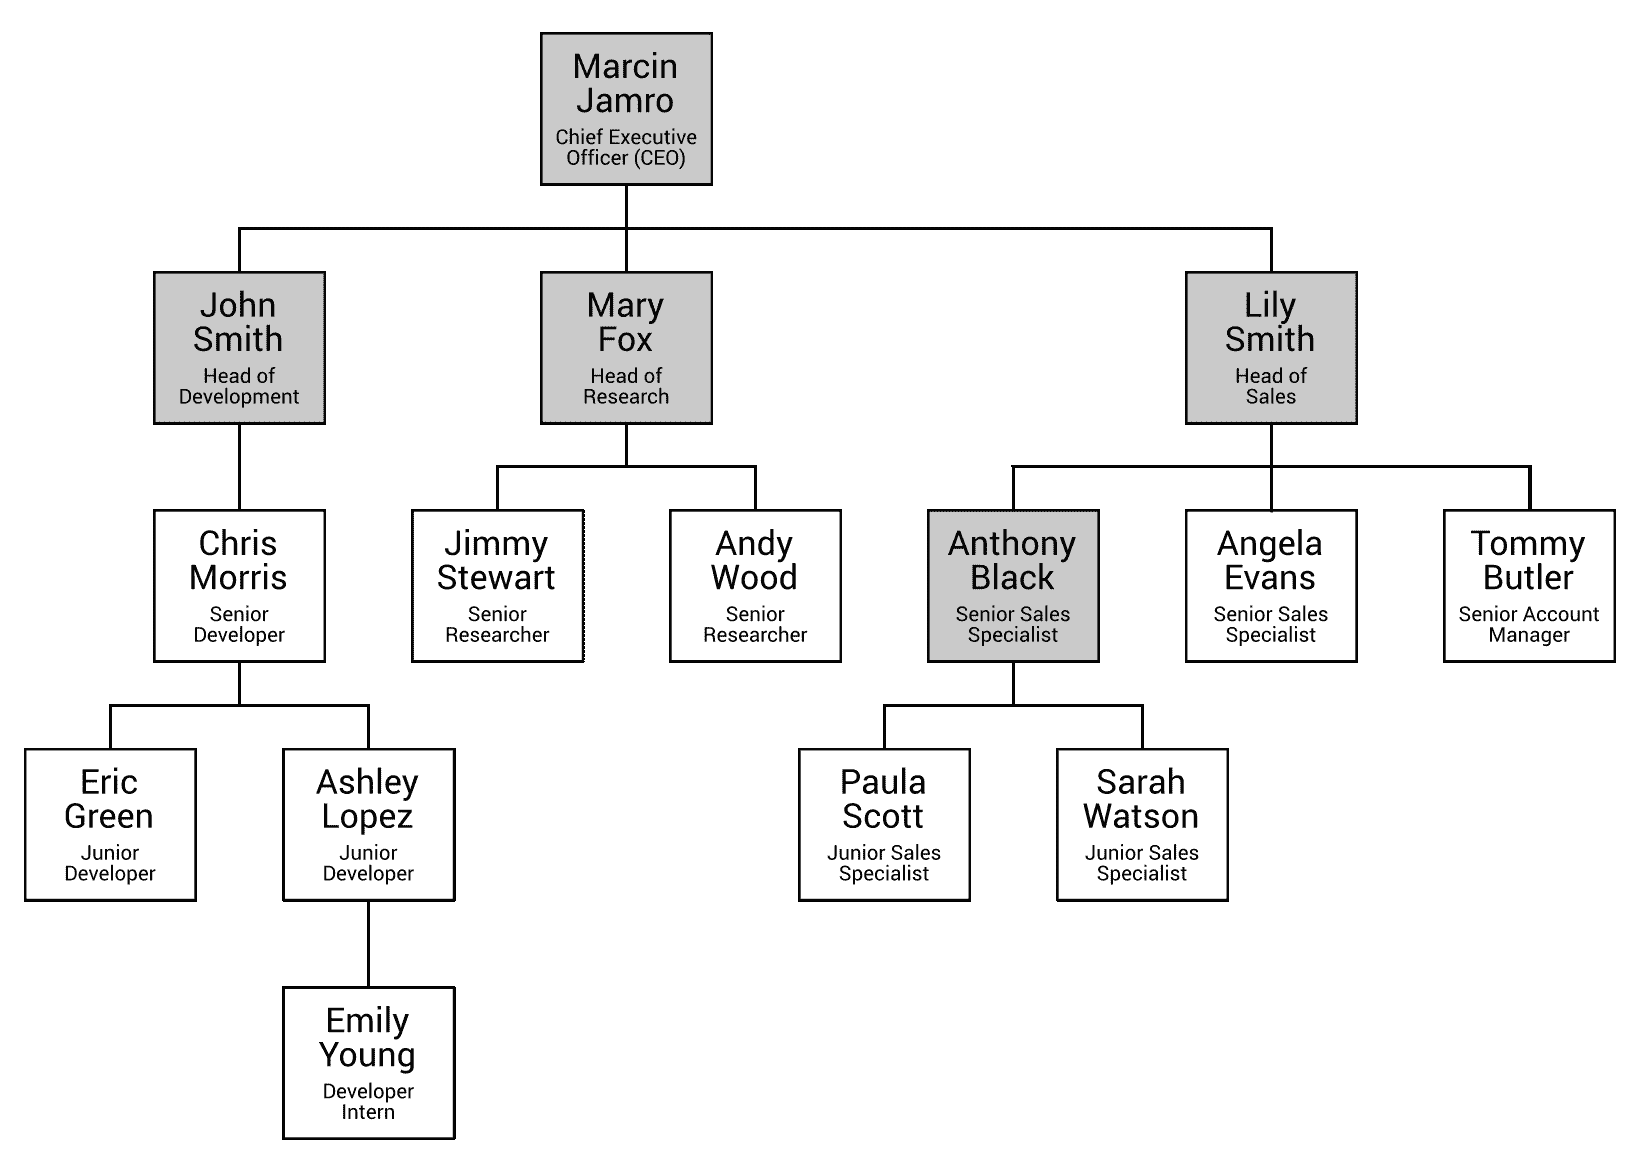 Marcin
Jamro
Chief Executive
Officer (CEO)
John
Smith
Head of
Development
Mary
Fox
Head of
Research
Lily
Smith
Head of
Sales
Chris
Morris
Senior
Developer
Jimmy
Stewart
Senior
Researcher
Andy
Wood
Senior
Researcher
Anthony
Black
Senior Sales
Specialist
Angela
Evans
Senior Sales
Specialist
Tommy
Butler
Senior Account
Manager
Eric
Green
Junior
Developer
Ashley
Lopez
Junior
Developer
Paula
Scott
Junior Sales
Specialist
Sarah
Watson
Junior Sales
Specialist
Emily
Young
Developer
Intern